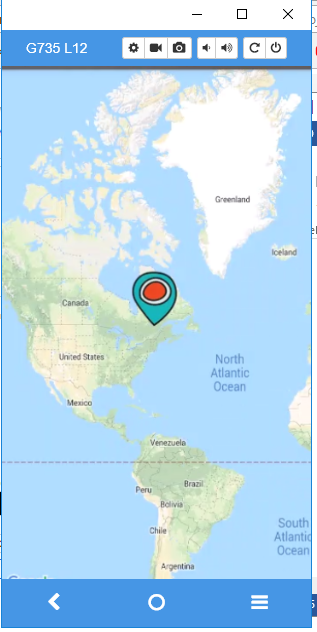 G735 L12
Greenland
Iceland
Canada
United States
North
Atlantic
Ocean
Mexico
Venezuela
Peru
Brazil
Bolivia
Chile
South
Atlantic
Ocean
Argentina